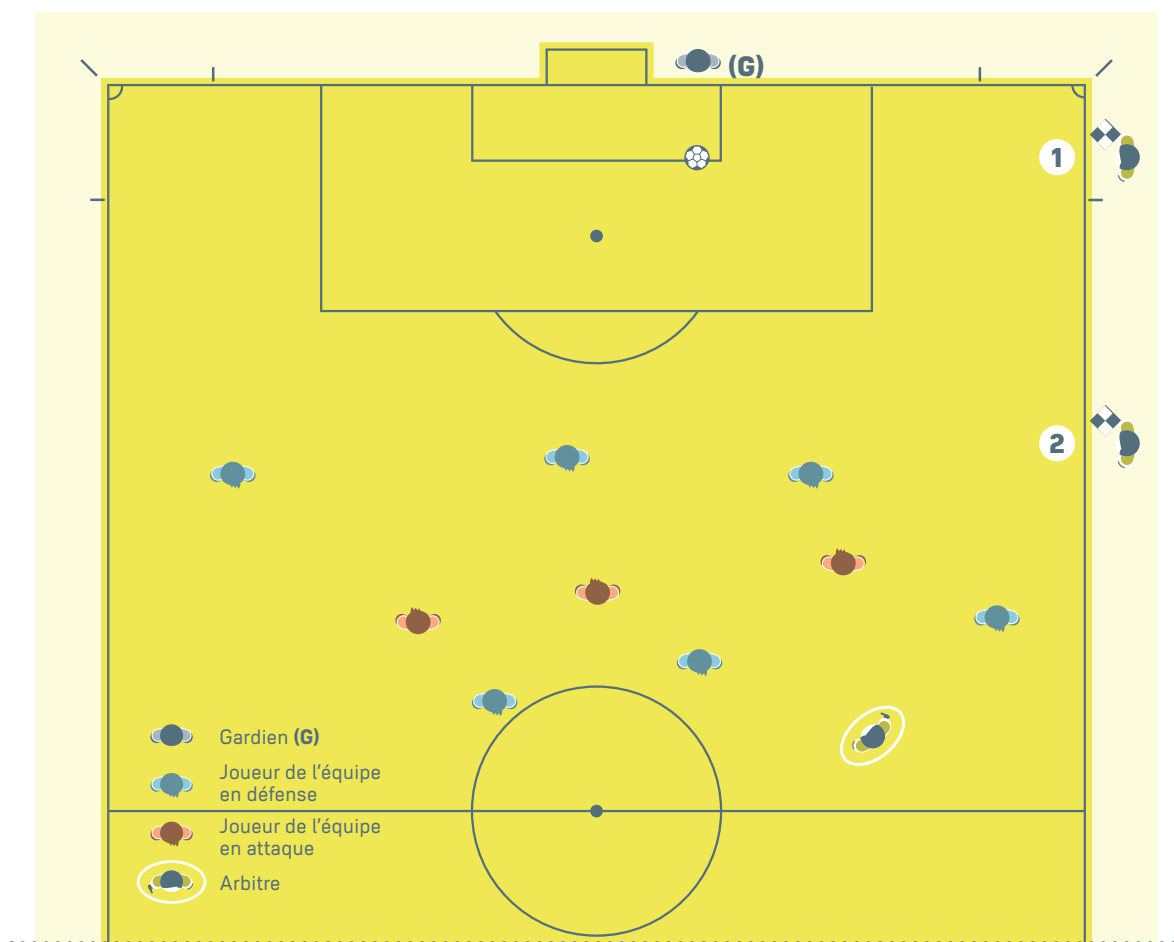 (G)
1
2
Gardien (G)
Joueur de l'équipe
en défense
Joueur de l'équipe
en attaque
Arbitre